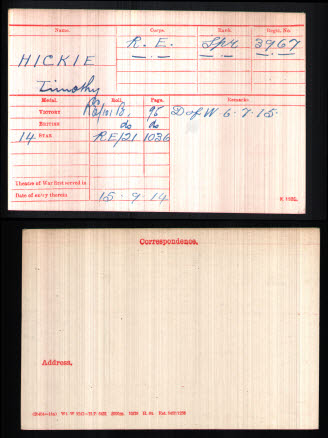 Name. Corps. Rank. Regtl. No.
HICKIE R.E. Spr 3967
Timothy
Medal. Roll. Page. Remarks.
VICTORY RE/101 B, 95 D of W 6.7.15.
BRITISH do do
14 STAR RE/21 1036
Theatre of War first served in
Date of entry therein 15.9.14
K 1380.
Correspondence.
Address.